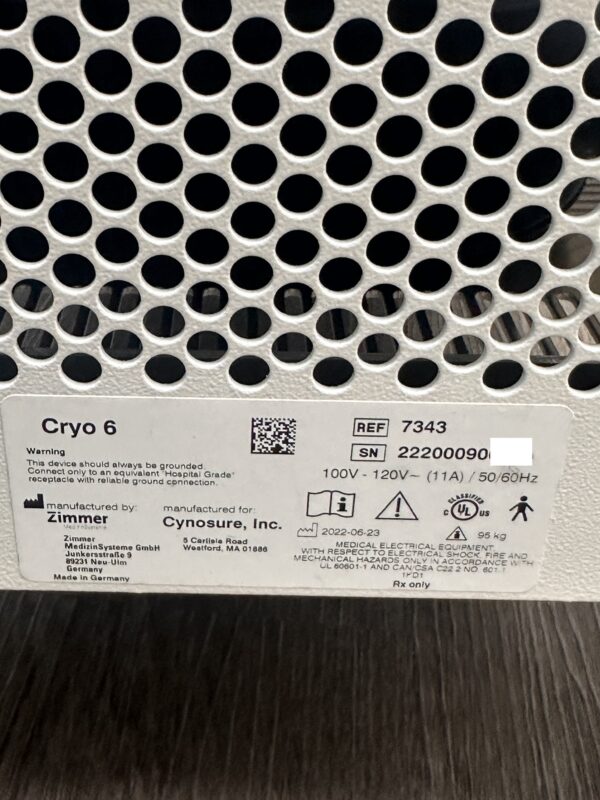 Cryo 6
REF 7343
SN 22200090
Warning
This device should always be grounded.
Connect only to an equivalent "Hospital Grade"
receptacle with reliable ground connection.
100V - 120V~ (11A) / 50/60Hz
manufactured by:
Zimmer
Zimmer
MedizinSysteme GmbH
Junkersstraße 9
89231 Neu-Ulm
Germany
Made in Germany
manufactured for:
Cynosure, Inc.
5 Carlisle Road
Westford, MA 01886
2022-06-23
CLASSIFIED
C UL US
95 kg
MEDICAL ELECTRICAL EQUIPMENT
WITH RESPECT TO ELECTRICAL SHOCK, FIRE AND
MECHANICAL HAZARDS ONLY IN ACCORDANCE WITH
UL 60601-1 AND CAN/CSA C22.2 NO. 601.1
Rx only